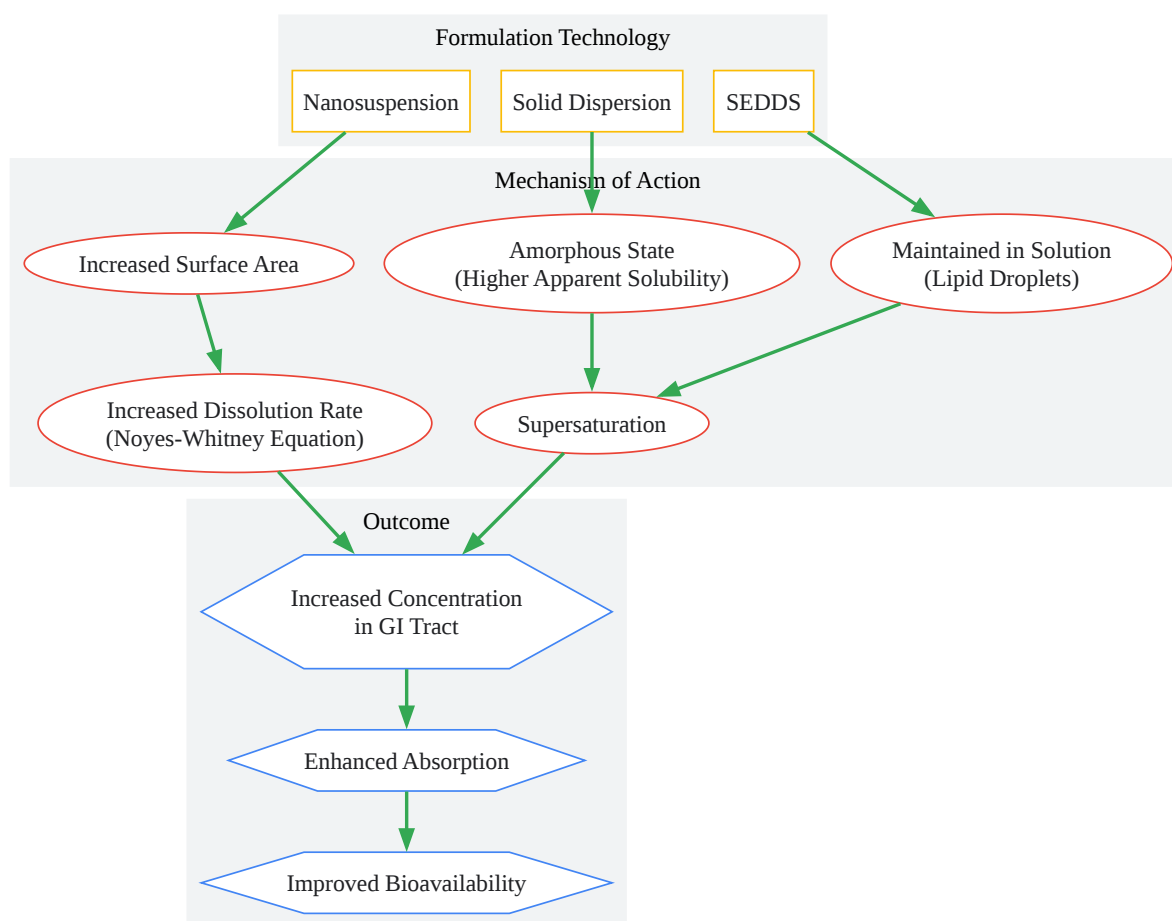 Formulation Technology
Nanosuspension
Solid Dispersion
SEDDS
Mechanism of Action
Increased Surface Area
Amorphous State
(Higher Apparent Solubility)
Maintained in Solution
(Lipid Droplets)
Increased Dissolution Rate
(Noyes-Whitney Equation)
Supersaturation
Outcome
Increased Concentration
in GI Tract
Enhanced Absorption
Improved Bioavailability